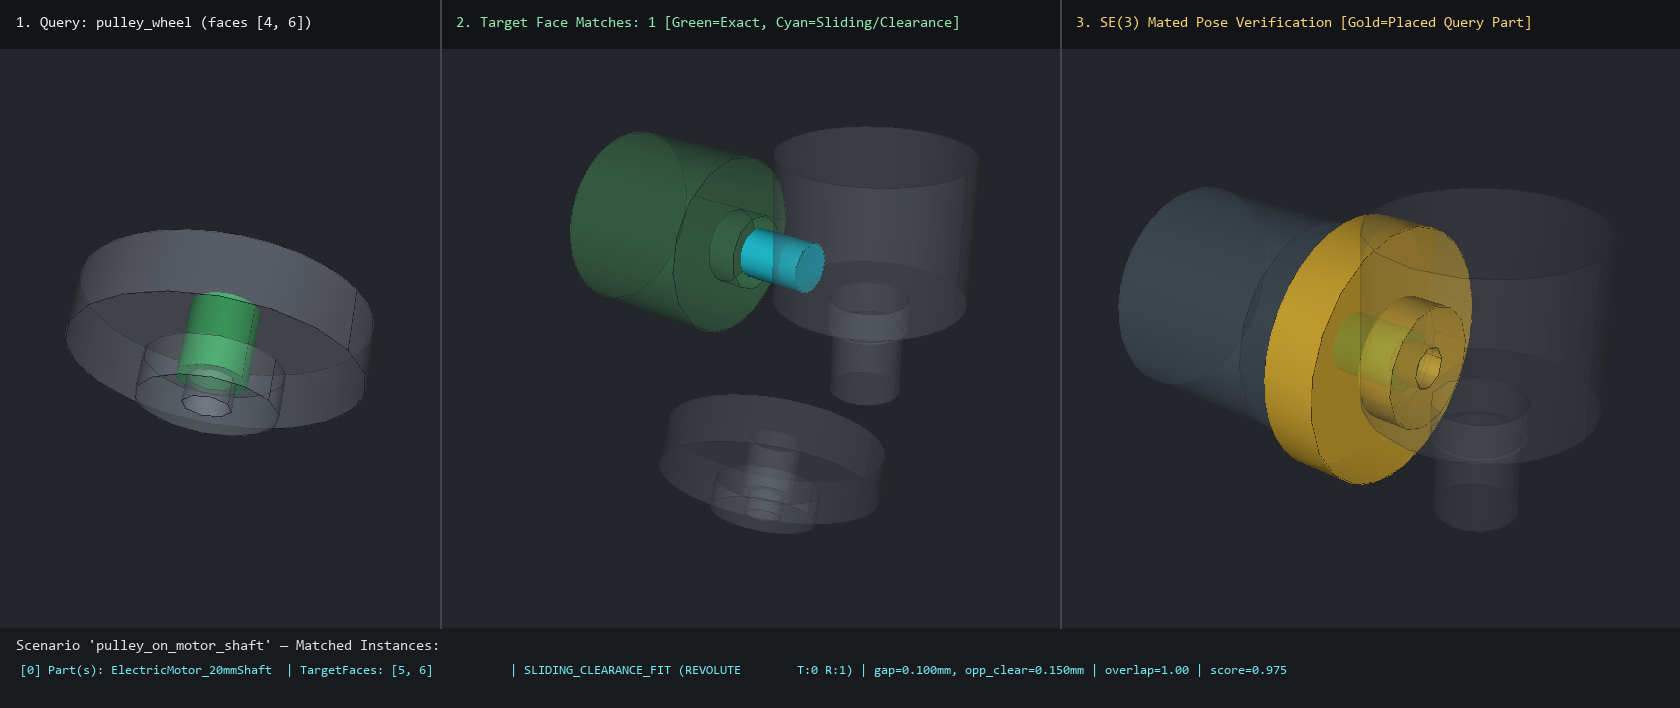 1. Query: pulley_wheel (faces [4, 6])
2. Target Face Matches: 1 [Green=Exact, Cyan=Sliding/Clearance]
3. SE(3) Mated Pose Verification [Gold=Placed Query Part]
Scenario 'pulley_on_motor_shaft' — Matched Instances:
[0] Part(s): ElectricMotor_20mmShaft | TargetFaces: [5, 6] | SLIDING_CLEARANCE_FIT (REVOLUTE T:0 R:1) | gap=0.100mm, opp_clear=0.150mm | overlap=1.00 | score=0.975